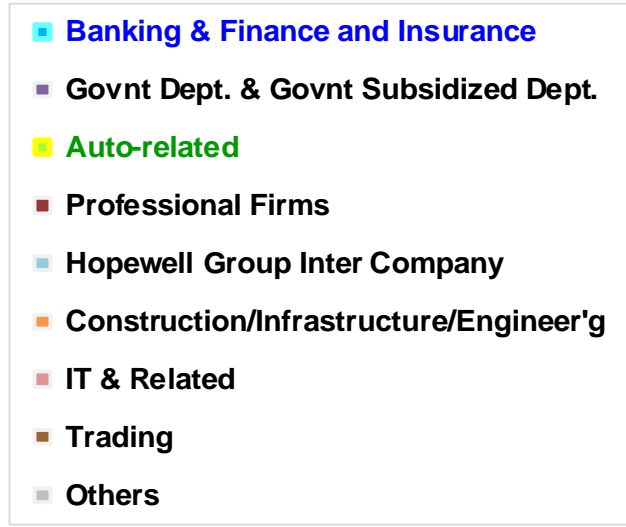 Banking & Finance and Insurance
Govnt Dept. & Govnt Subsidized Dept.
Auto-related
Professional Firms
Hopewell Group Inter Company
Construction/Infrastructure/Engineer'g
IT & Related
Trading
Others